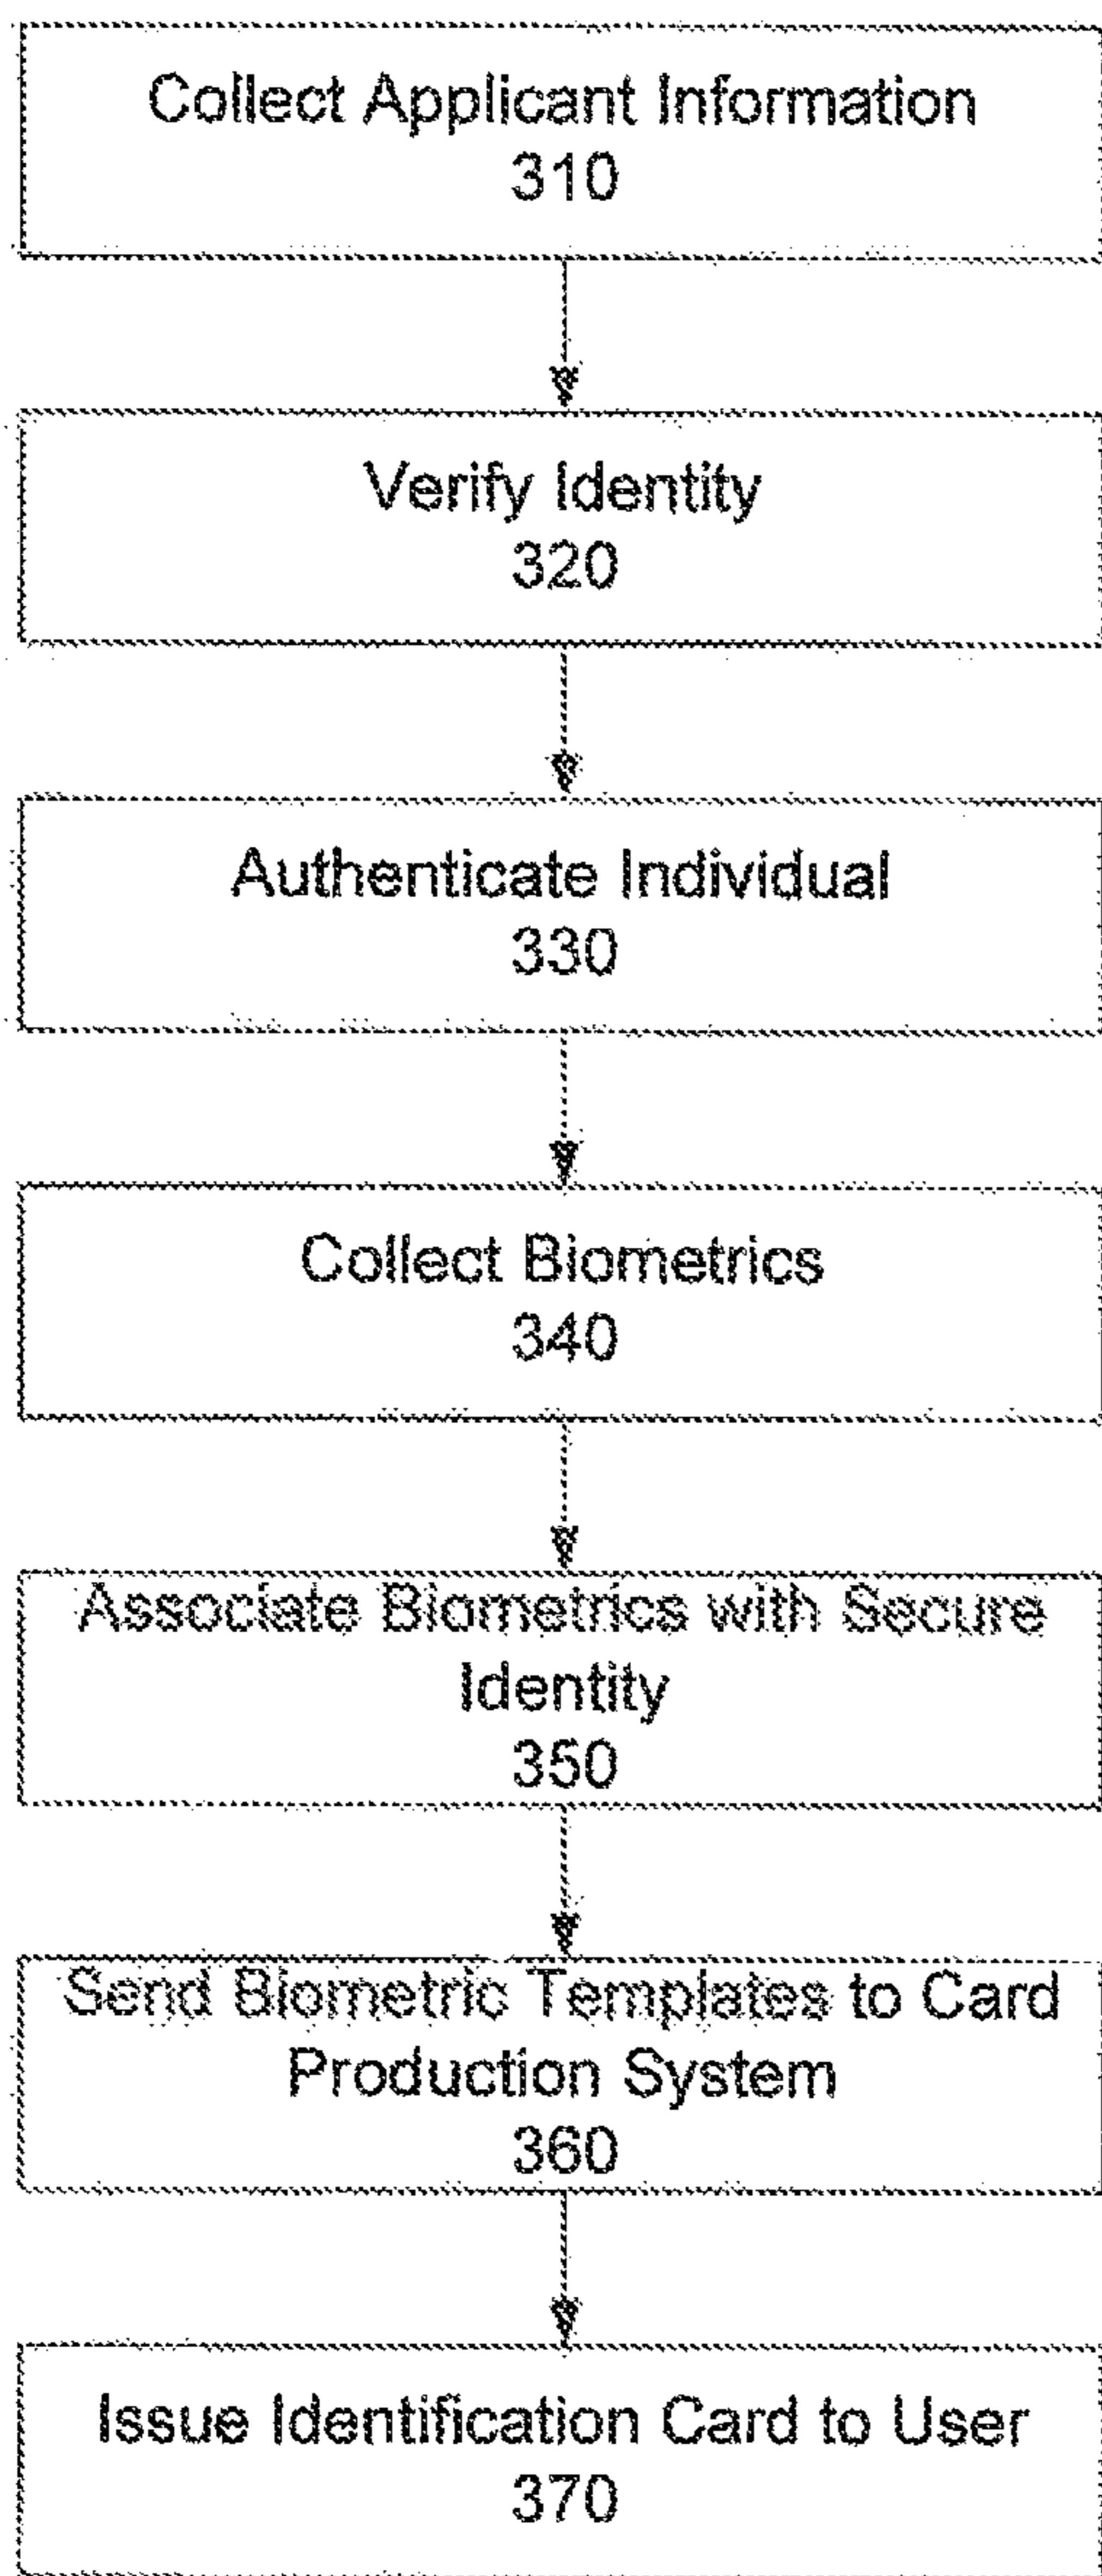 Collect Applicant Information
310
Verify Identity
320
Authenticate Individual
330
Collect Biometrics
340
Associate Biometrics with Secure
Identity
350
Send Biometric Templates to Card
Production System
360
Issue Identification Card to User
370